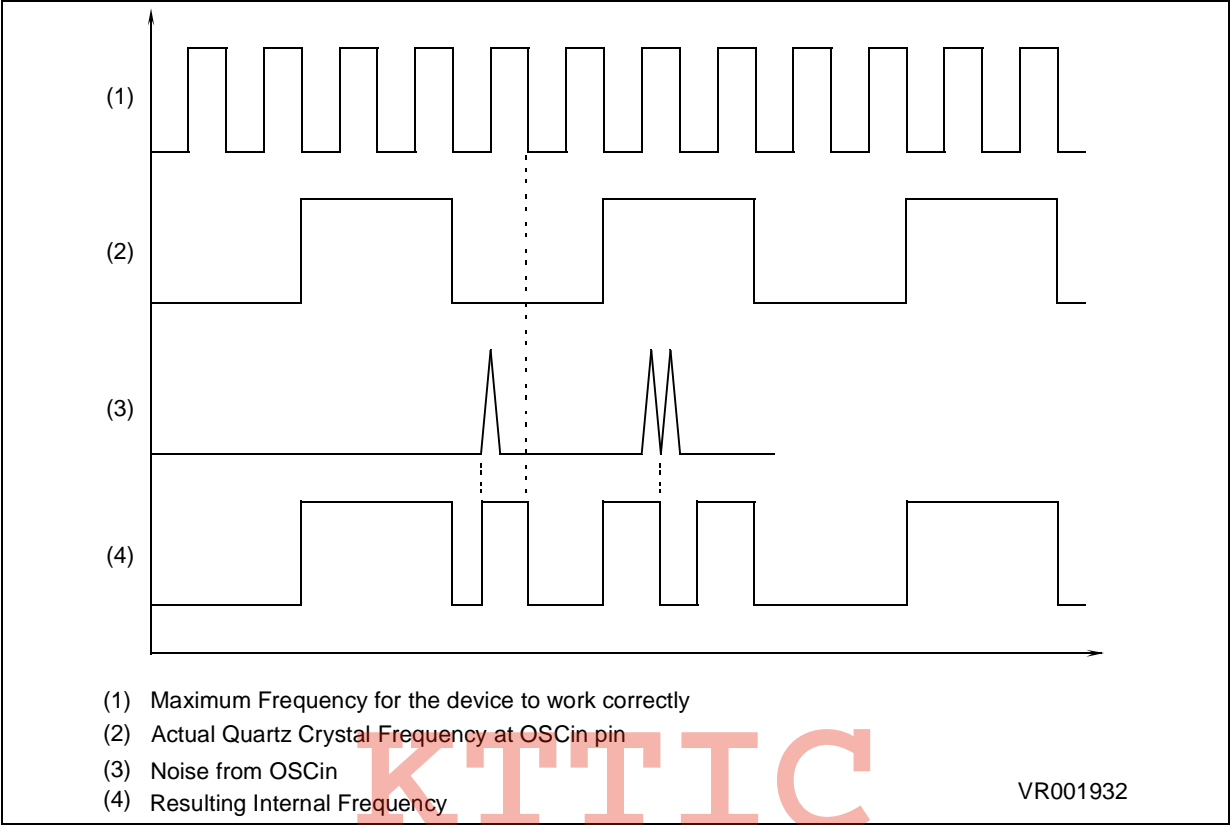 (1)
(2)
(3)
(4)
(1) Maximum Frequency for the device to work correctly
(2) Actual Quartz Crystal Frequency at OSCin pin
(3) Noise from OSCin
(4) Resulting Internal Frequency
VR001932
KTTIC